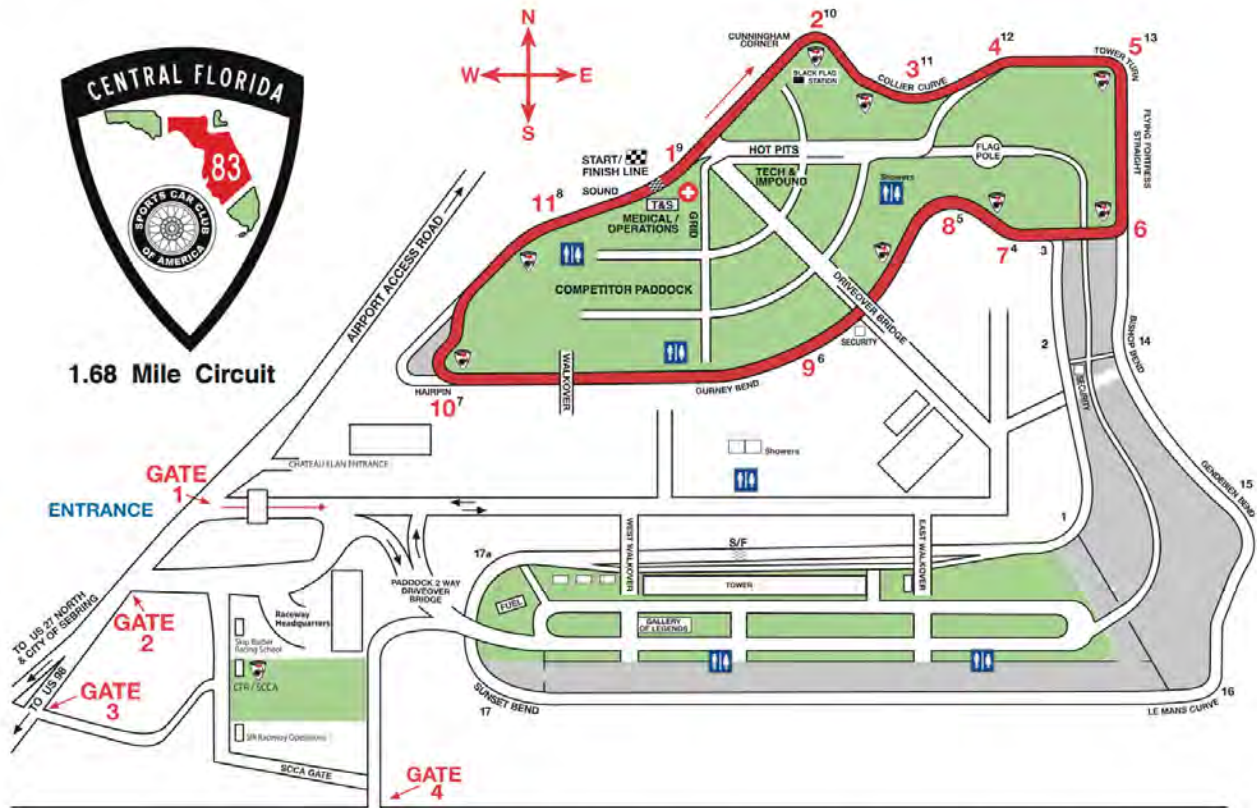 CENTRAL FLORIDA
83
SPORTS CAR CLUB
OF AMERICA
1.68 Mile Circuit
N
W
E
S
CUNNINGHAM
CORNER
2 10
BLACK FLAG
STATION
3 11
COLLIER CURVE
4 12
5 13
TOWER TURN
FLYING FORTRESS
STRAIGHT
6
START/
FINISH LINE
1 9
SOUND
11 8
T&S
MEDICAL /
OPERATIONS
GRID
HOT PITS
TECH &
IMPOUND
Showers
FLAG
POLE
8 5
7 4
3
COMPETITOR PADDOCK
DRIVEOVER BRIDGE
SECURITY
9 6
GURNEY BEND
WALKOVER
HAIRPIN
10 7
AIRPORT ACCESS ROAD
2
SECURITY
14
BISHOP BEND
15
GENDEBIEN BEND
CHATEAU ELAN ENTRANCE
Showers
GATE
1
ENTRANCE
1
17a
S/F
WEST WALKOVER
EAST WALKOVER
TOWER
PADDOCK 2 WAY
DRIVEOVER
BRIDGE
FUEL
GALLERY
OF LEGENDS
TO US 27 NORTH
& CITY OF SEBRING
GATE
2
Raceway
Headquarters
Skip Barber
Racing School
CFR / SCCA
TO US 98
GATE
3
SIR Raceway Operations
SCCA GATE
SUNSET BEND
17
16
LE MANS CURVE
GATE
4